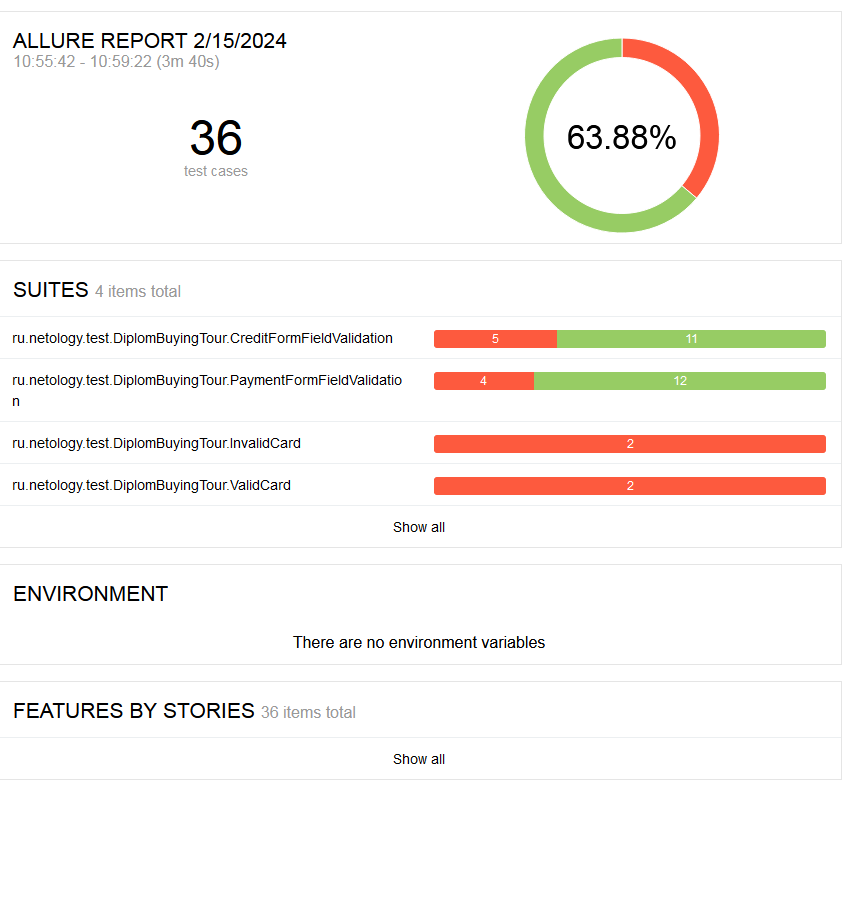 ALLURE REPORT 2/15/2024
10:55:42 - 10:59:22 (3m 40s)
36
test cases
63.88%
SUITES 4 items total
ru.netology.test.DiplomBuyingTour.CreditFormFieldValidation 5 11
ru.netology.test.DiplomBuyingTour.PaymentFormFieldValidatio 4 12
n
ru.netology.test.DiplomBuyingTour.InvalidCard 2
ru.netology.test.DiplomBuyingTour.ValidCard 2
Show all
ENVIRONMENT
There are no environment variables
FEATURES BY STORIES 36 items total
Show all